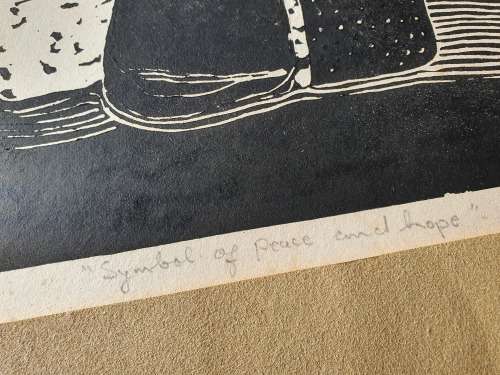 "Symbol of peace and hope".